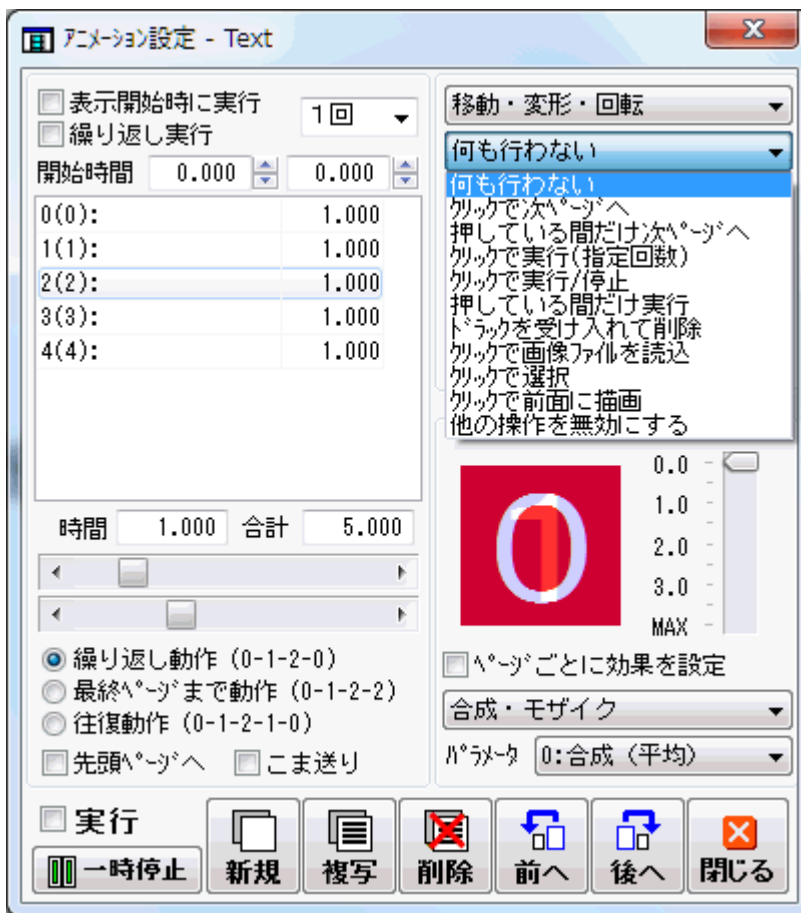 ｱﾆﾒｰｼｮﾝ設定 - Text
表示開始時に実行
繰り返し実行
1回
開始時間 0.000 0.000
0(0): 1.000
1(1): 1.000
2(2): 1.000
3(3): 1.000
4(4): 1.000
時間 1.000 合計 5.000
繰り返し動作 (0-1-2-0)
最終ﾍﾟｰｼﾞまで動作 (0-1-2-2)
往復動作 (0-1-2-1-0)
先頭ﾍﾟｰｼﾞへ こま送り
移動・変形・回転
何も行わない
何も行わない
ｸﾘｯｸで次ﾍﾟｰｼﾞへ
押している間だけ次ﾍﾟｰｼﾞへ
ｸﾘｯｸで実行(指定回数)
ｸﾘｯｸで実行/停止
押している間だけ実行
ﾄﾞﾗｯｸを受け入れて削除
ｸﾘｯｸで画像ﾌｧｲﾙを読込
ｸﾘｯｸで選択
ｸﾘｯｸで前面に描画
他の操作を無効にする
0
1
0.0
1.0
2.0
3.0
MAX
ﾍﾟｰｼﾞごとに効果を設定
合成・モザイク
ﾊﾟﾗﾒｰﾀ 0:合成（平均）
実行
一時停止
新規
複写
削除
前へ
後へ
閉じる